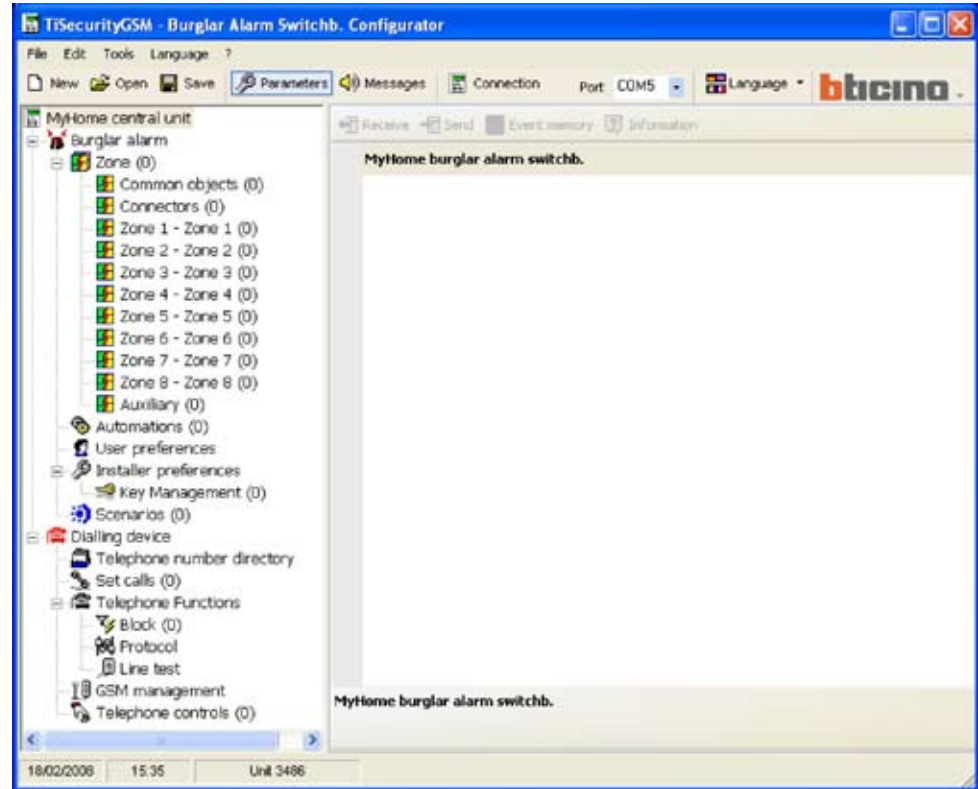 TiSecurityGSM - Burglar Alarm Switchb. Configurator
File Edit Tools Language ?
New Open Save Parameters Messages Connection Port COM5 Language bticino
MyHome central unit
Burglar alarm
Zone (0)
Common objects (0)
Connectors (0)
Zone 1 - Zone 1 (0)
Zone 2 - Zone 2 (0)
Zone 3 - Zone 3 (0)
Zone 4 - Zone 4 (0)
Zone 5 - Zone 5 (0)
Zone 6 - Zone 6 (0)
Zone 7 - Zone 7 (0)
Zone 8 - Zone 8 (0)
Auxiliary (0)
Automations (0)
User preferences
Installer preferences
Key Management (0)
Scenarios (0)
Dialling device
Telephone number directory
Set calls (0)
Telephone Functions
Block (0)
Protocol
Line test
GSM management
Telephone controls (0)
Receive Send Event memory Information
MyHome burglar alarm switchb.
MyHome burglar alarm switchb.
18/02/2008 15:35 Unit 3486